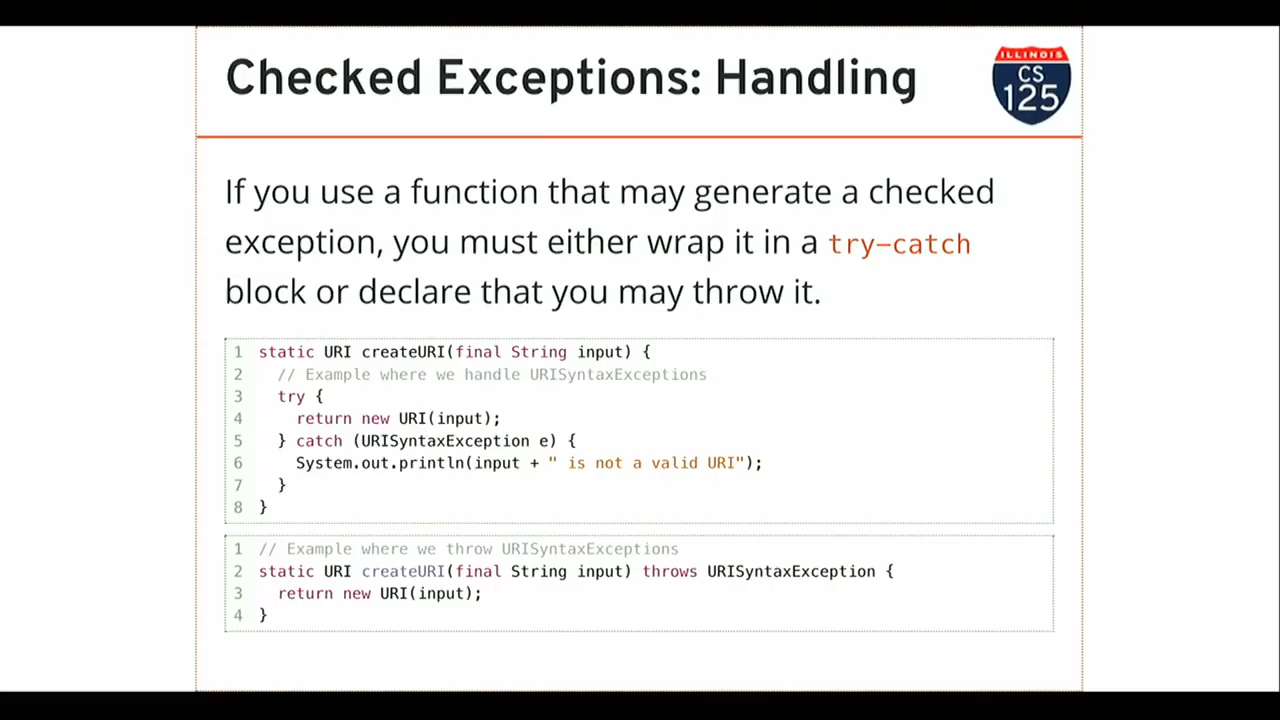 Checked Exceptions: Handling
ILLINOIS
CS
125
If you use a function that may generate a checked
exception, you must either wrap it in a try-catch
block or declare that you may throw it.
1 static URI createURI(final String input) {
2   // Example where we handle URISyntaxExceptions
3   try {
4     return new URI(input);
5   } catch (URISyntaxException e) {
6     System.out.println(input + " is not a valid URI");
7   }
8 }
1 // Example where we throw URISyntaxExceptions
2 static URI createURI(final String input) throws URISyntaxException {
3   return new URI(input);
4 }